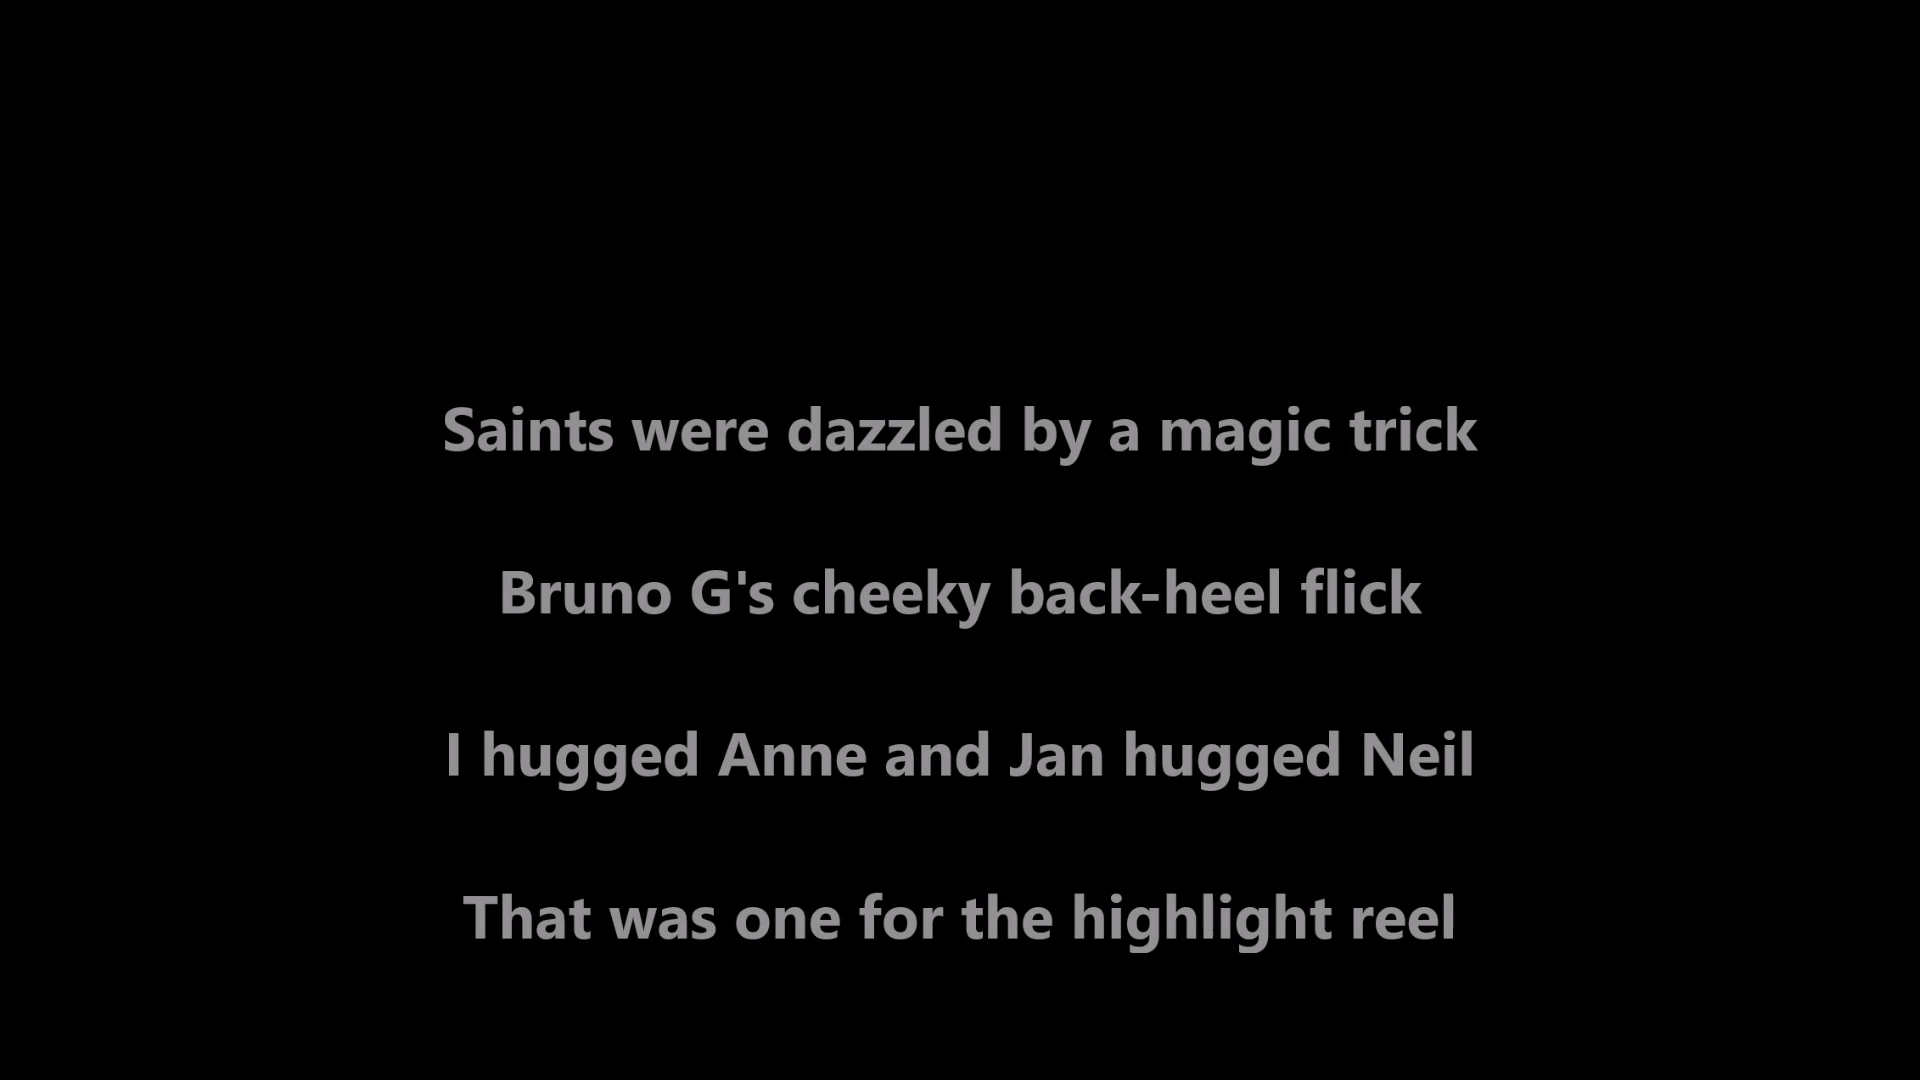 Saints were dazzled by a magic trick
Bruno G's cheeky back-heel flick
I hugged Anne and Jan hugged Neil
That was one for the highlight reel